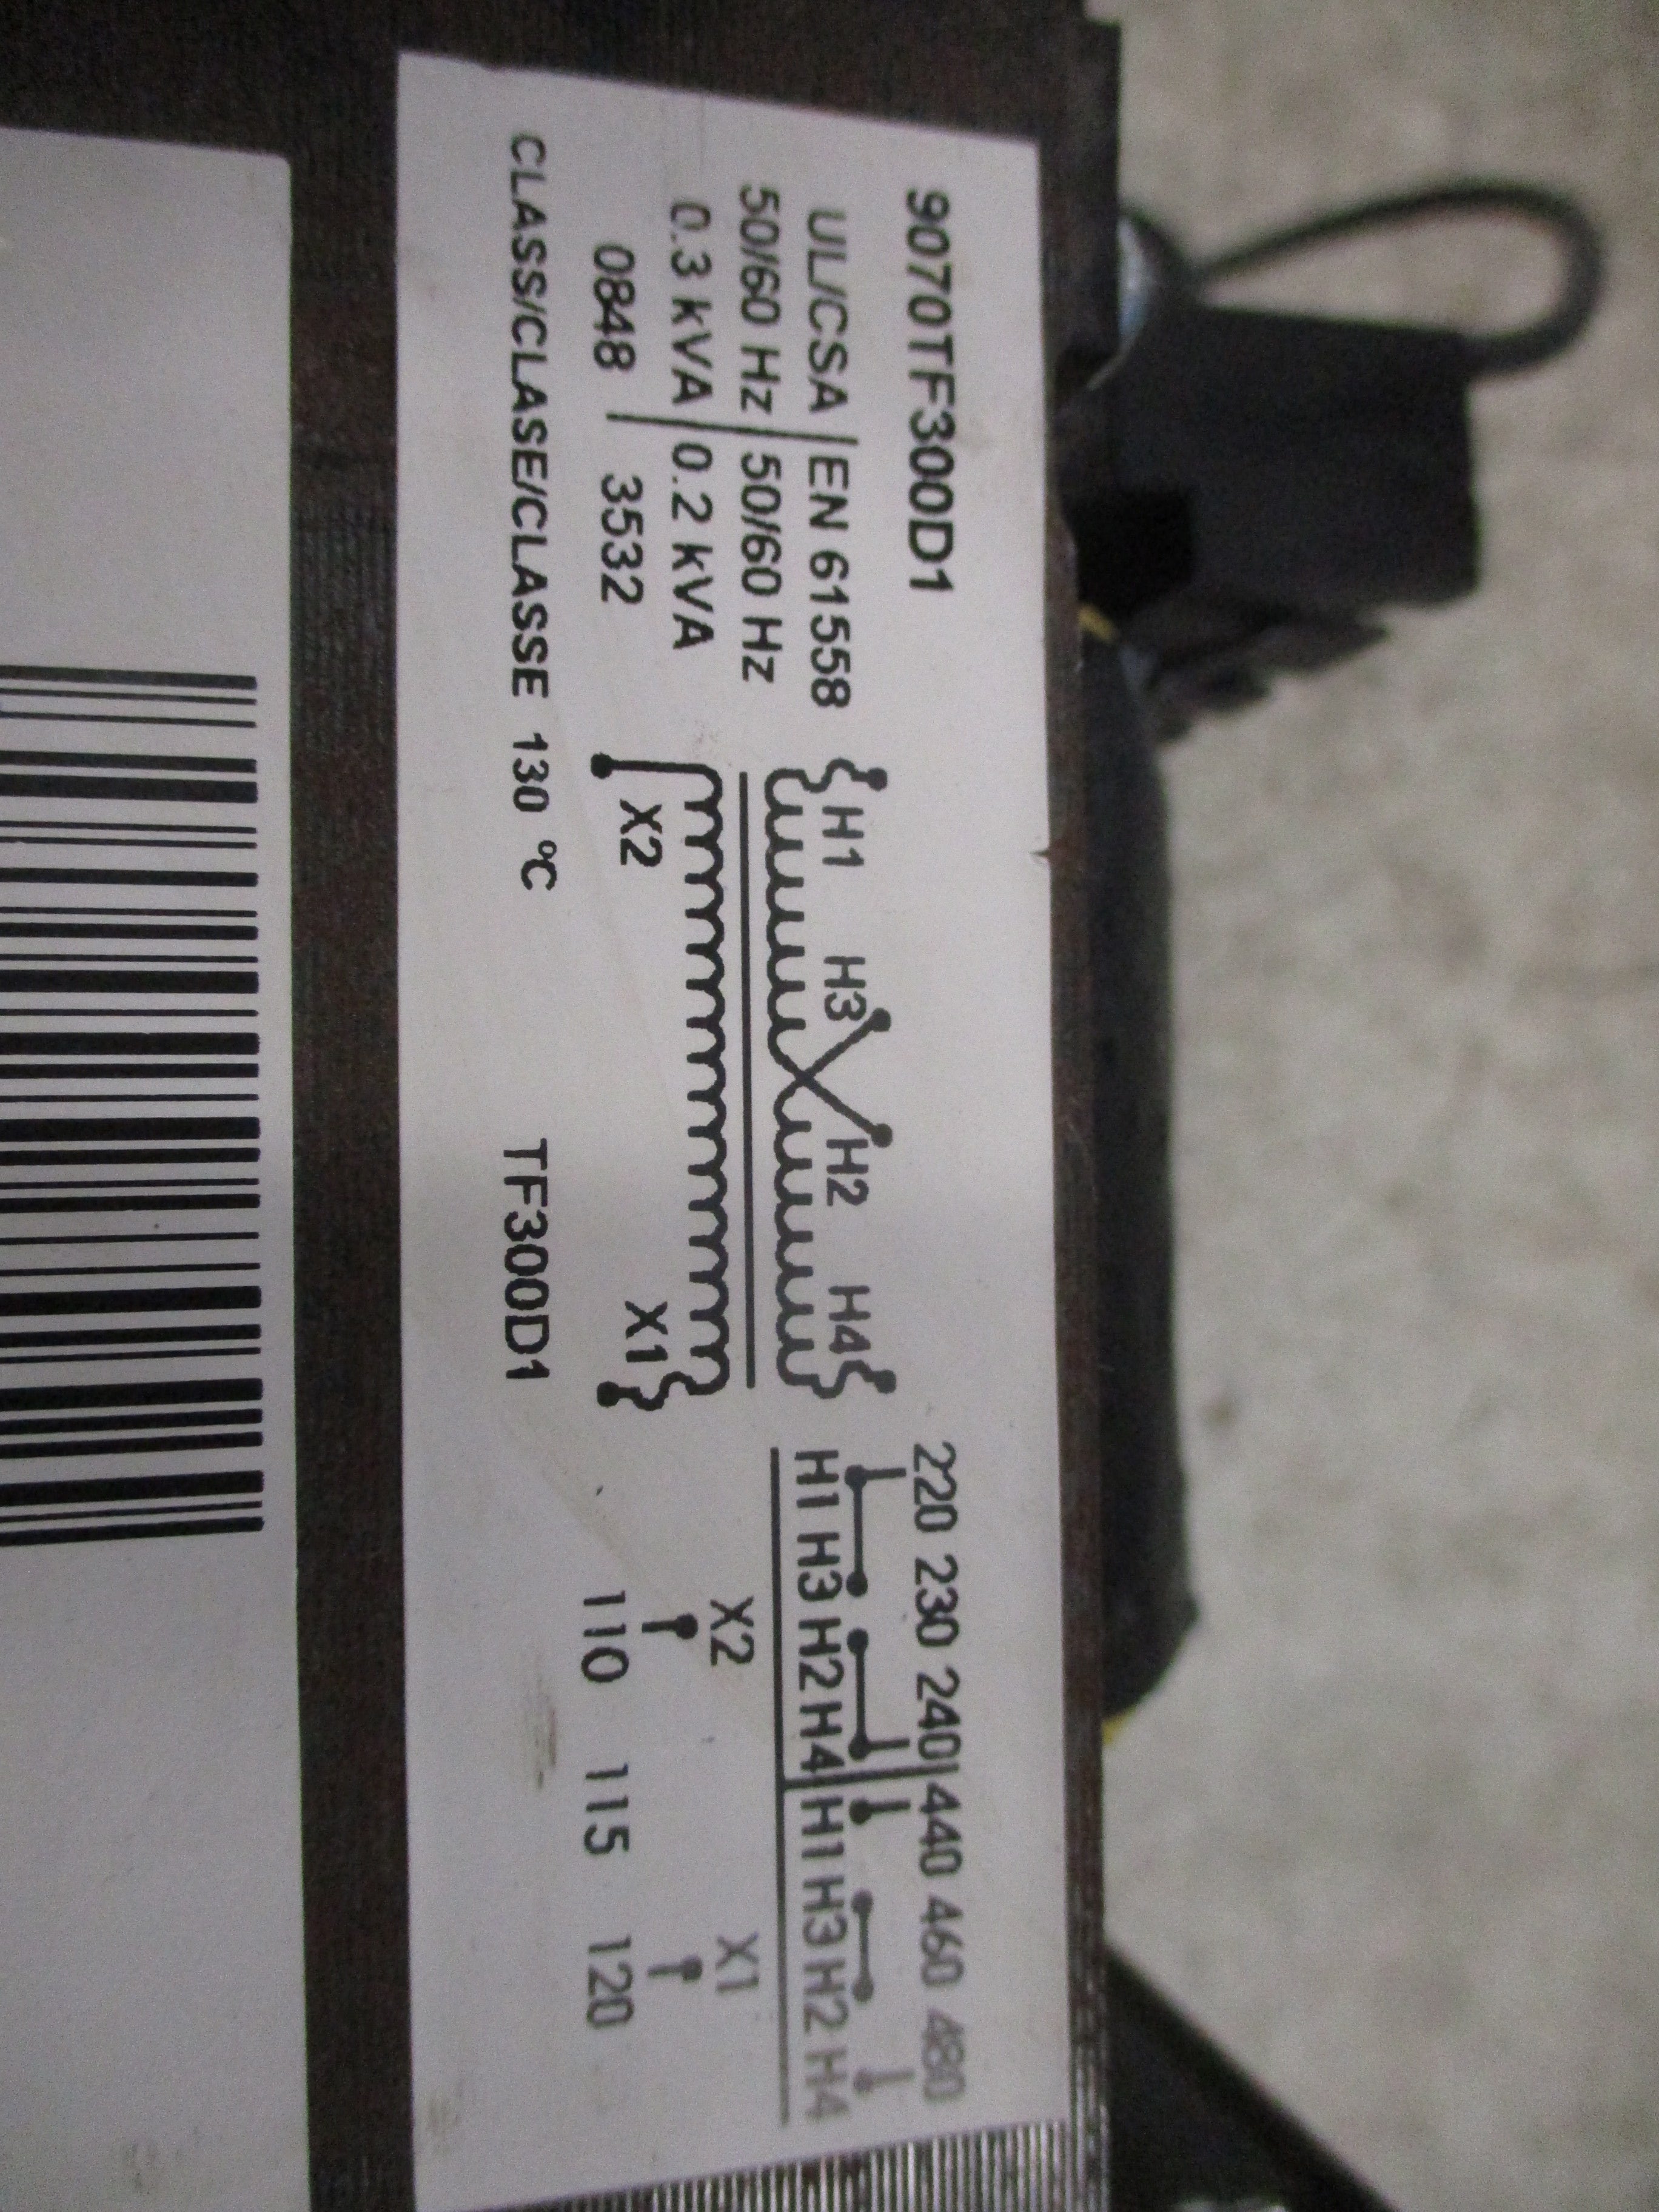 9070TF300D1
UL/CSA | EN 61558
50/60 Hz | 50/60 Hz
0.3 kVA | 0.2 kVA
0848 | 3532
CLASS/CLASE/CLASSE 130 °C
TF300D1
H1 H3 H2 H4
X2 X1
220 230 240 | 440 460 480
H1 H3 H2 H4 | H1 H3 H2 H4
X2 X1
110 115 120